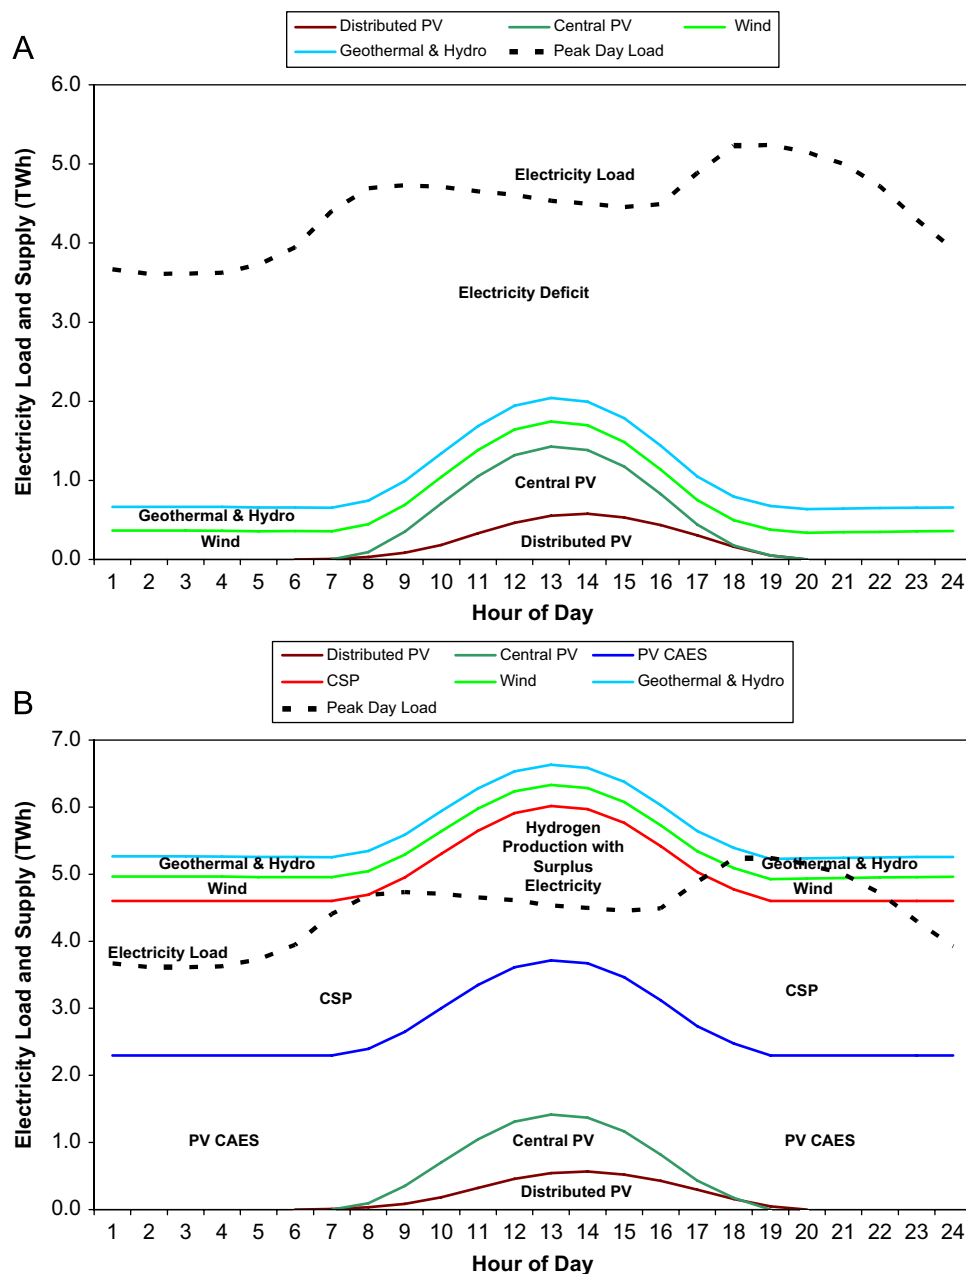 A
Distributed PV Central PV Wind
Geothermal & Hydro Peak Day Load
Electricity Load and Supply (TWh)
6.0
5.0
4.0
3.0
2.0
1.0
0.0
Electricity Load
Electricity Deficit
Central PV
Geothermal & Hydro
Wind
Distributed PV
1 2 3 4 5 6 7 8 9 10 11 12 13 14 15 16 17 18 19 20 21 22 23 24
Hour of Day
B
Distributed PV Central PV PV CAES
CSP Wind Geothermal & Hydro
Peak Day Load
Electricity Load and Supply (TWh)
7.0
6.0
5.0
4.0
3.0
2.0
1.0
0.0
Hydrogen
Production with
Surplus
Electricity
Geothermal & Hydro
Geothermal & Hydro
Wind
Wind
Electricity Load
CSP
CSP
PV CAES
Central PV
PV CAES
Distributed PV
1 2 3 4 5 6 7 8 9 10 11 12 13 14 15 16 17 18 19 20 21 22 23 24
Hour of Day